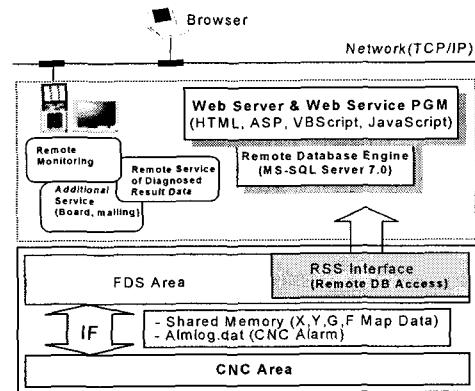 Browser
Network(TCP/IP)
Web Server & Web Service PGM
(HTML, ASP, VBScript, JavaScript)
Remote Database Engine
(MS-SQL Server 7.0)
Remote
Monitoring
Remote Service
of Diagnosed
Result Data
Additional
Service
(Board, mailing)
FDS Area
RSS Interface
(Remote DB Access)
IF
- Shared Memory (X,Y,G,F Map Data)
- Almlog.dat (CNC Alarm)
CNC Area